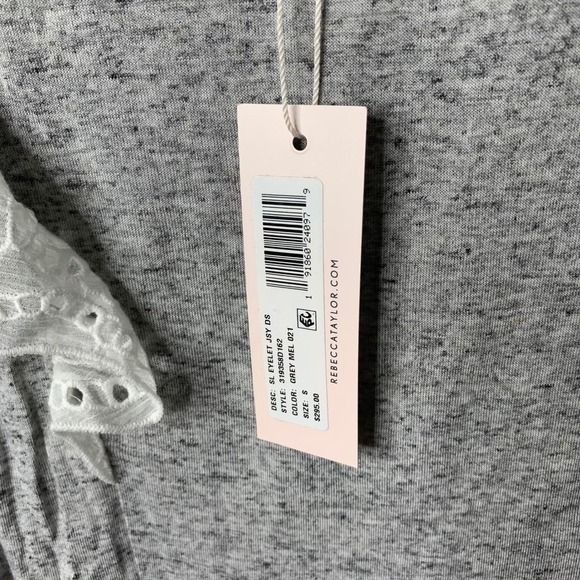 1 91860 24097 9
DESC: SL EYELET JSY DS
STYLE: 319358D162
COLOR: GREY MEL 021
SIZE: S
$295.00
REBECCATAYLOR.COM